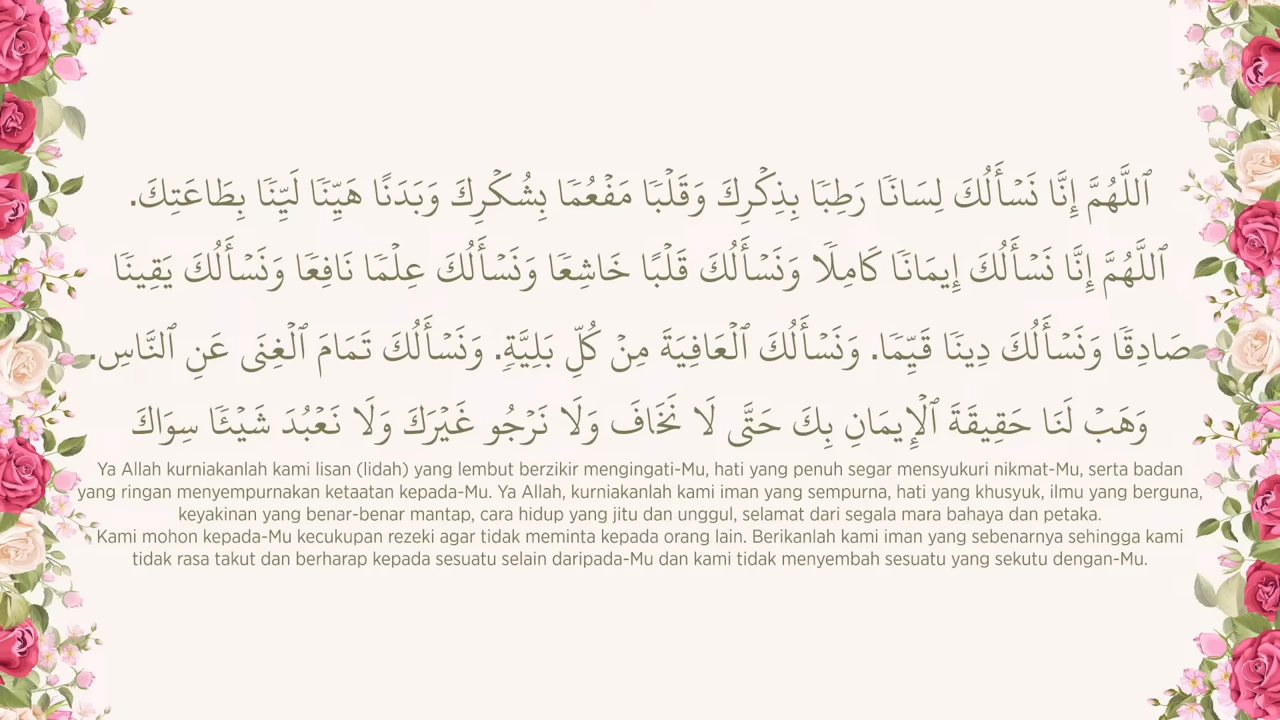 ٱللَّهُمَّ إِنَّا نَسْأَلُكَ لِسَانًا رَطِبًا بِذِكْرِكَ وَقَلْبًا مَفْعُمًا بِشُكْرِكَ وَبَدَنًا هَيِّنًا لَيِّنًا بِطَاعَتِكَ.
ٱللَّهُمَّ إِنَّا نَسْأَلُكَ إِيمَانًا كَامِلًا وَنَسْأَلُكَ قَلْبًا خَاشِعًا وَنَسْأَلُكَ عِلْمًا نَافِعًا وَنَسْأَلُكَ يَقِينًا
صَادِقًا وَنَسْأَلُكَ دِينًا قَيِّمًا. وَنَسْأَلُكَ ٱلْعَافِيَةَ مِنْ كُلِّ بَلِيَّةٍ. وَنَسْأَلُكَ تَمَامَ ٱلْغِنَى عَنِ ٱلنَّاسِ.
وَهَبْ لَنَا حَقِيقَةَ ٱلْإِيمَانِ بِكَ حَتَّى لَا نَخَافَ وَلَا نَرْجُو غَيْرَكَ وَلَا نَعْبُدَ شَيْئًا سِوَاكَ
Ya Allah kurniakanlah kami lisan (lidah) yang lembut berzikir mengingati-Mu, hati yang penuh segar mensyukuri nikmat-Mu, serta badan
yang ringan menyempurnakan ketaatan kepada-Mu. Ya Allah, kurniakanlah kami iman yang sempurna, hati yang khusyuk, ilmu yang berguna,
keyakinan yang benar-benar mantap, cara hidup yang jitu dan unggul, selamat dari segala mara bahaya dan petaka.
Kami mohon kepada-Mu kecukupan rezeki agar tidak meminta kepada orang lain. Berikanlah kami iman yang sebenarnya sehingga kami
tidak rasa takut dan berharap kepada sesuatu selain daripada-Mu dan kami tidak menyembah sesuatu yang sekutu dengan-Mu.